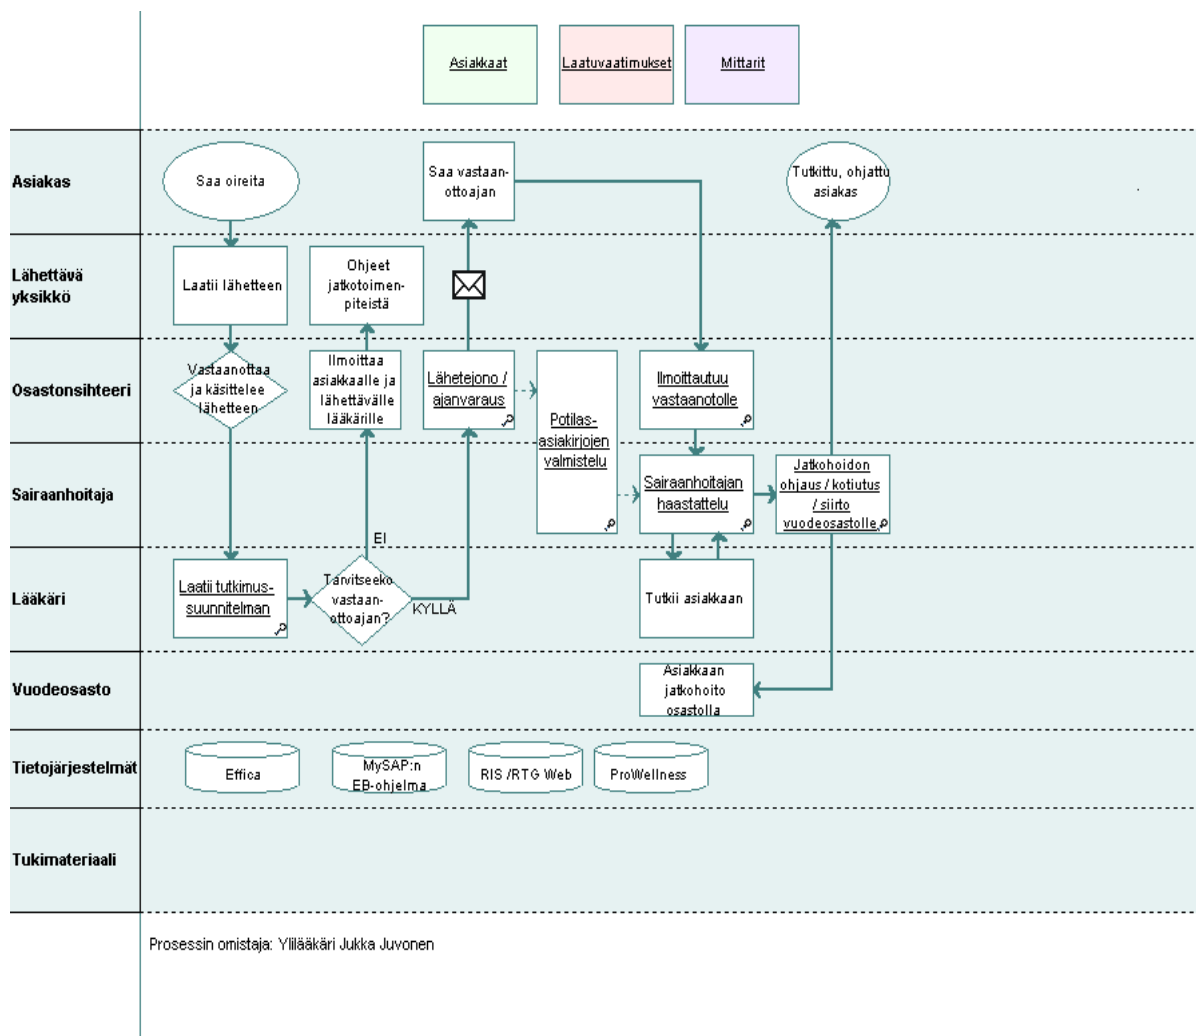 Asiakkaat
Laatuvaatimukset
Mittarit
Asiakas
Saa oireita
Saa vastaan-
ottoajan
Tutkittu, ohjattu
asiakas
Lähettävä
yksikkö
Laatii lähetteen
Ohjeet
jatkotoimen-
piteistä
Osastonsihteeri
Vastaanottaa
ja käsittelee
lähetteen
Ilmoittaa
asiakkaalle ja
lähettävälle
lääkärille
Lähetejono /
ajanvaraus
Potilas-
asiakirjojen
valmistelu
Ilmoittautuu
vastaanotolle
Sairaanhoitaja
Sairaanhoitajan
haastattelu
Jatkohoidon
ohjaus / kotiutus
/ siirto
vuodeosastolle
EI
Lääkäri
Laatii tutkimus-
suunnitelman
Tarvitseeko
vastaan-
ottoajan?
KYLLÄ
Tutkii asiakkaan
Vuodeosasto
Asiakkaan
jatkohoito
osastolla
Tietojärjestelmät
Effica
MySAP:n
EB-ohjelma
RIS /RTG Web
ProWellness
Tukimateriaali
Prosessin omistaja: Ylilääkäri Jukka Juvonen